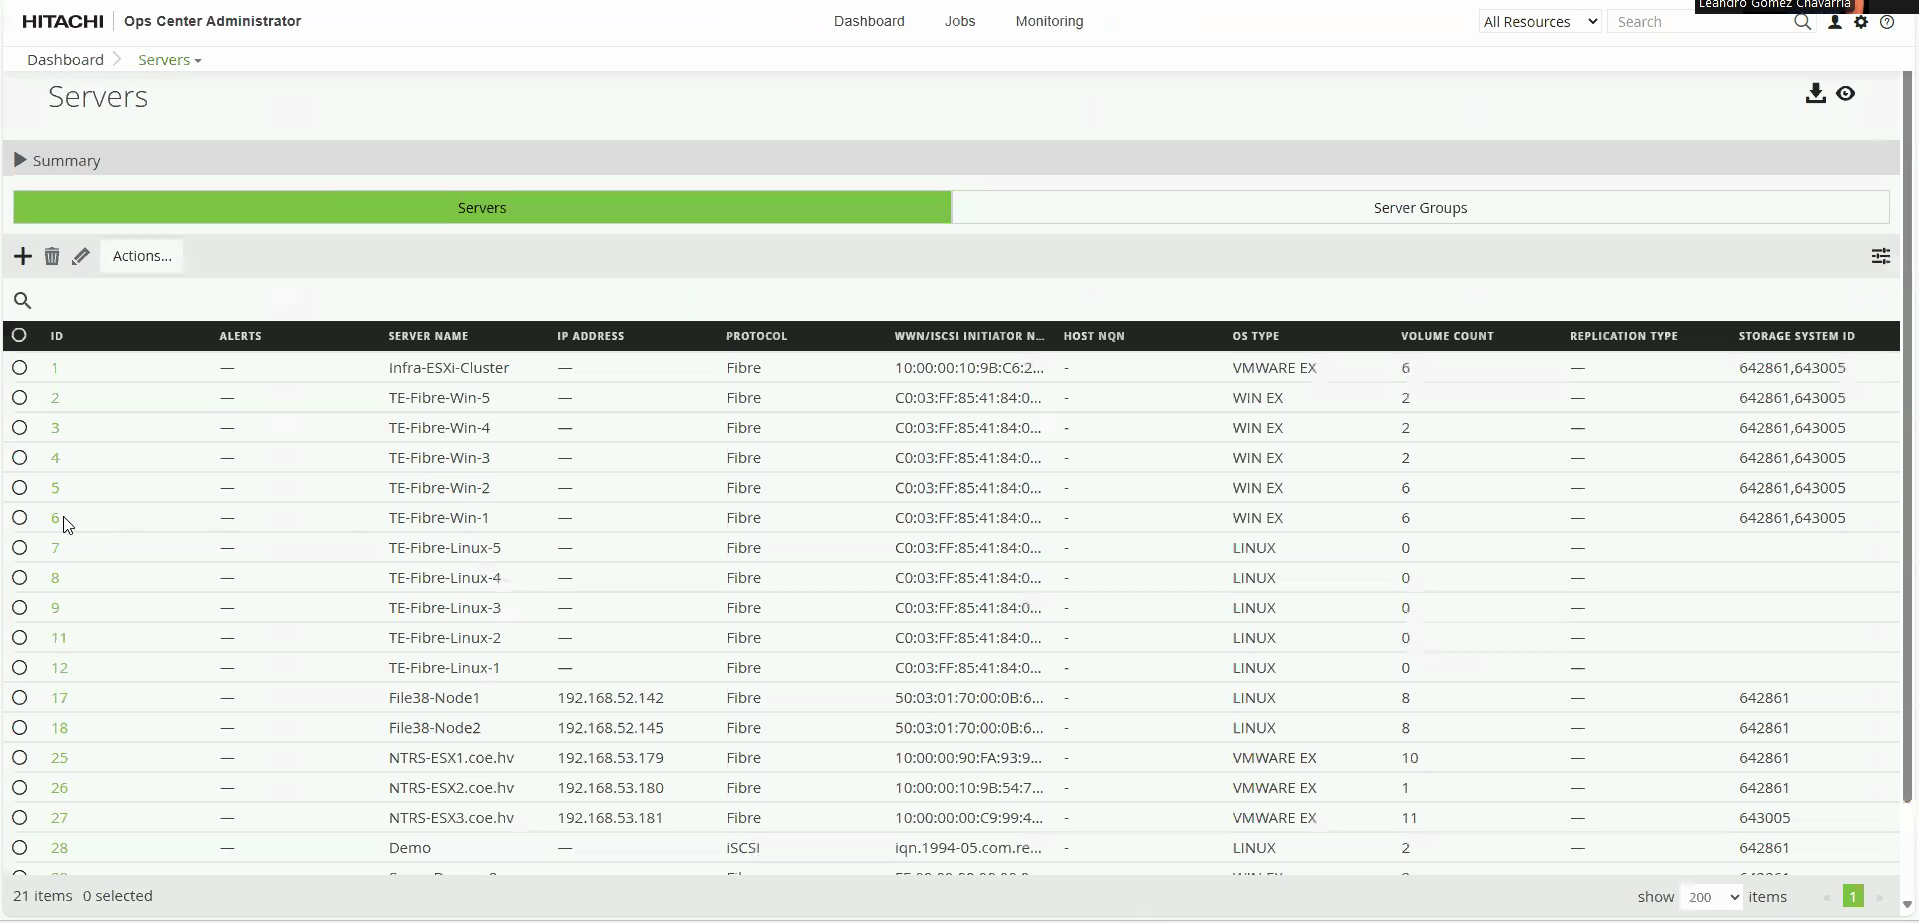 Leandro Gomez Chavarria
HITACHI Ops Center Administrator Dashboard Jobs Monitoring All Resources Search
Dashboard Servers
Servers
Summary
Servers Server Groups
Actions...
ID ALERTS SERVER NAME IP ADDRESS PROTOCOL WWN/ISCSI INITIATOR N... HOST NQN OS TYPE VOLUME COUNT REPLICATION TYPE STORAGE SYSTEM ID
1 — Infra-ESXi-Cluster — Fibre 10:00:00:10:9B:C6:2... - VMWARE EX 6 — 642861,643005
2 — TE-Fibre-Win-5 — Fibre C0:03:FF:85:41:84:0... - WIN EX 2 — 642861,643005
3 — TE-Fibre-Win-4 — Fibre C0:03:FF:85:41:84:0... - WIN EX 2 — 642861,643005
4 — TE-Fibre-Win-3 — Fibre C0:03:FF:85:41:84:0... - WIN EX 2 — 642861,643005
5 — TE-Fibre-Win-2 — Fibre C0:03:FF:85:41:84:0... - WIN EX 6 — 642861,643005
6 — TE-Fibre-Win-1 — Fibre C0:03:FF:85:41:84:0... - WIN EX 6 — 642861,643005
7 — TE-Fibre-Linux-5 — Fibre C0:03:FF:85:41:84:0... - LINUX 0 —
8 — TE-Fibre-Linux-4 — Fibre C0:03:FF:85:41:84:0... - LINUX 0 —
9 — TE-Fibre-Linux-3 — Fibre C0:03:FF:85:41:84:0... - LINUX 0 —
11 — TE-Fibre-Linux-2 — Fibre C0:03:FF:85:41:84:0... - LINUX 0 —
12 — TE-Fibre-Linux-1 — Fibre C0:03:FF:85:41:84:0... - LINUX 0 —
17 — File38-Node1 192.168.52.142 Fibre 50:03:01:70:00:0B:6... - LINUX 8 — 642861
18 — File38-Node2 192.168.52.145 Fibre 50:03:01:70:00:0B:6... - LINUX 8 — 642861
25 — NTRS-ESX1.coe.hv 192.168.53.179 Fibre 10:00:00:90:FA:93:9... - VMWARE EX 10 — 642861
26 — NTRS-ESX2.coe.hv 192.168.53.180 Fibre 10:00:00:10:9B:54:7... - VMWARE EX 1 — 642861
27 — NTRS-ESX3.coe.hv 192.168.53.181 Fibre 10:00:00:00:C9:99:4... - VMWARE EX 11 — 643005
28 — Demo — iSCSI iqn.1994-05.com.re... - LINUX 2 — 642861
21 items 0 selected show 200 items « 1 »